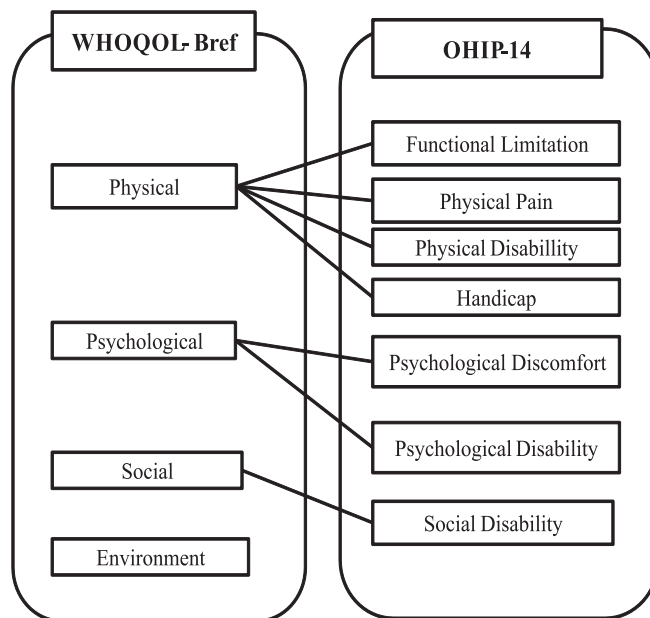 WHOQOL- Bref
Physical
Psychological
Social
Environment
OHIP-14
Functional Limitation
Physical Pain
Physical Disabillity
Handicap
Psychological Discomfort
Psychological Disability
Social Disability